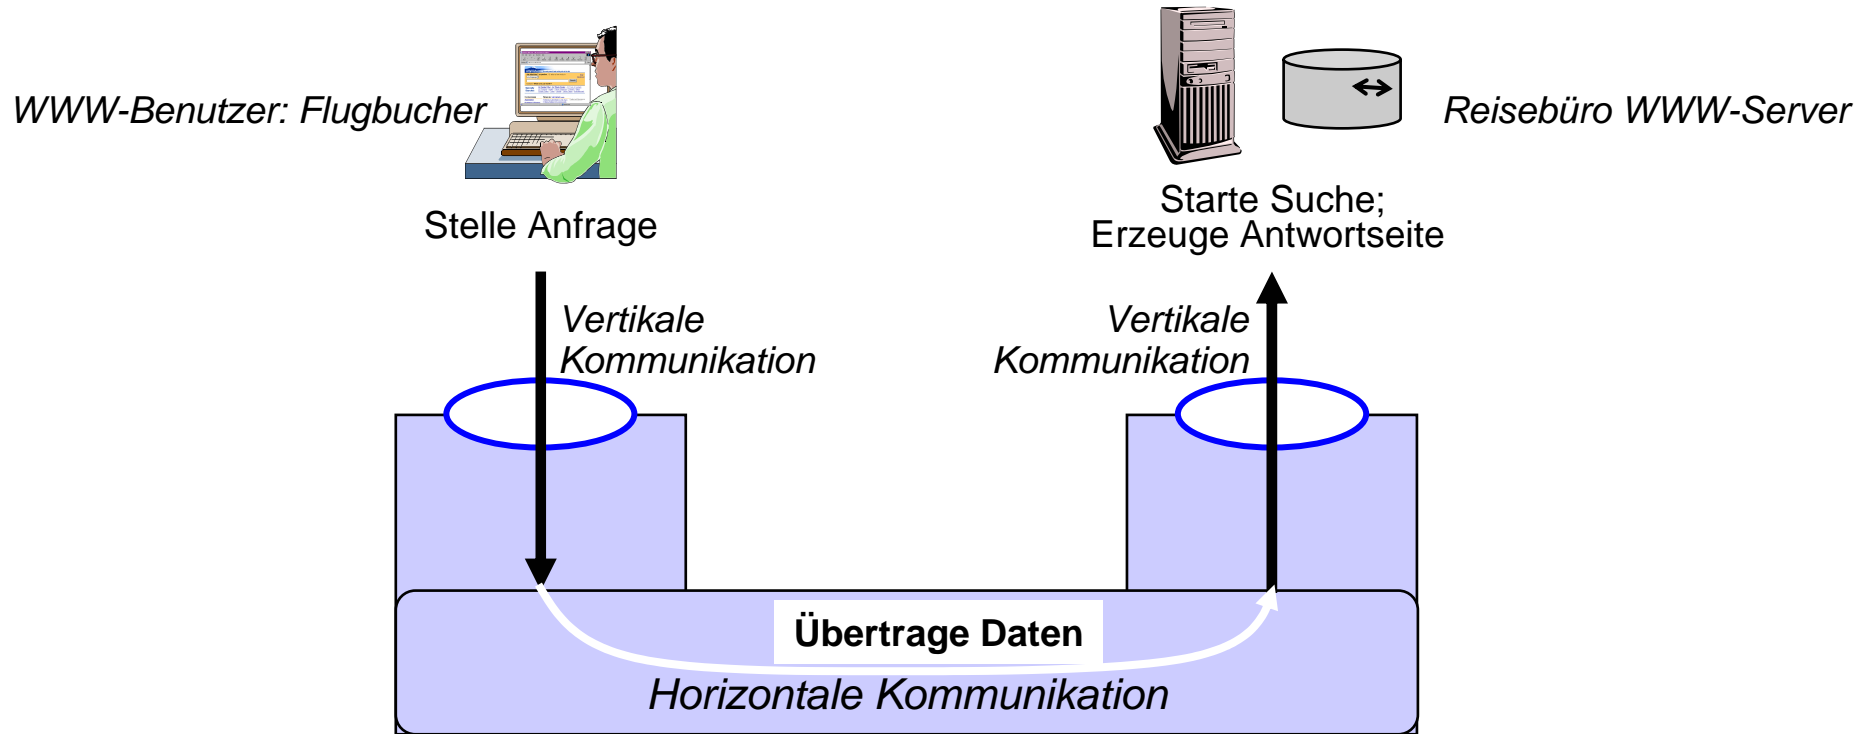 WWW-Benutzer: Flugbucher
Reisebüro WWW-Server
Stelle Anfrage
Starte Suche;
Erzeuge Antwortseite
Vertikale
Kommunikation
Vertikale
Kommunikation
Übertrage Daten
Horizontale Kommunikation